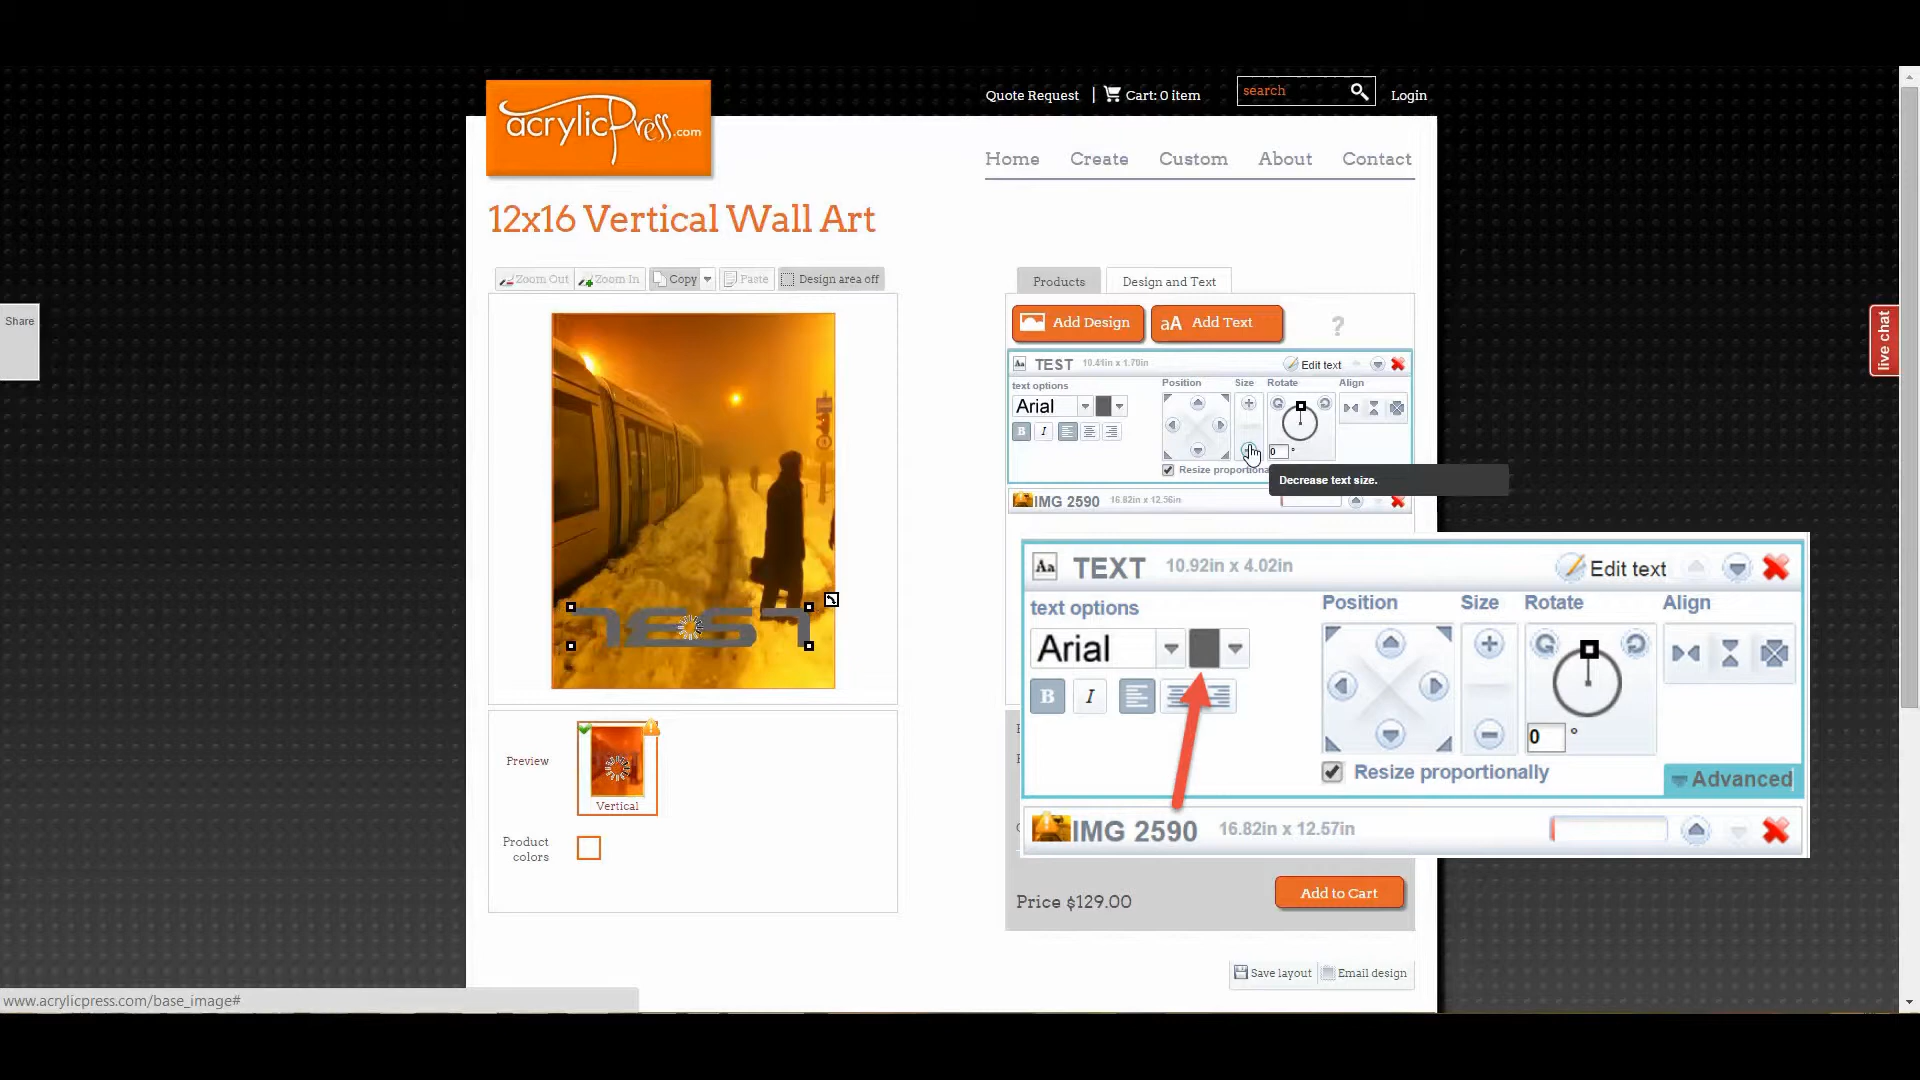 acrylicPress.com
Quote Request | Cart: 0 item
search
Login
Home Create Custom About Contact
12x16 Vertical Wall Art
Zoom Out Zoom In Copy Paste Design area off
Products Design and Text
Share
live chat
Add Design aA Add Text ?
Aa TEST 10.41in x 1.70in Edit text
text options Position Size Rotate Align
Arial
B I
0 °
Resize proportiona
Decrease text size.
IMG 2590 16.82in x 12.56in
TEST
Aa TEXT 10.92in x 4.02in Edit text
text options Position Size Rotate Align
Arial
B I
0 °
Resize proportionally
Advanced
IMG 2590 16.82in x 12.57in
Preview
Vertical
Product
colors
Price $129.00
Add to Cart
Save layout Email design
www.acrylicpress.com/base_image#